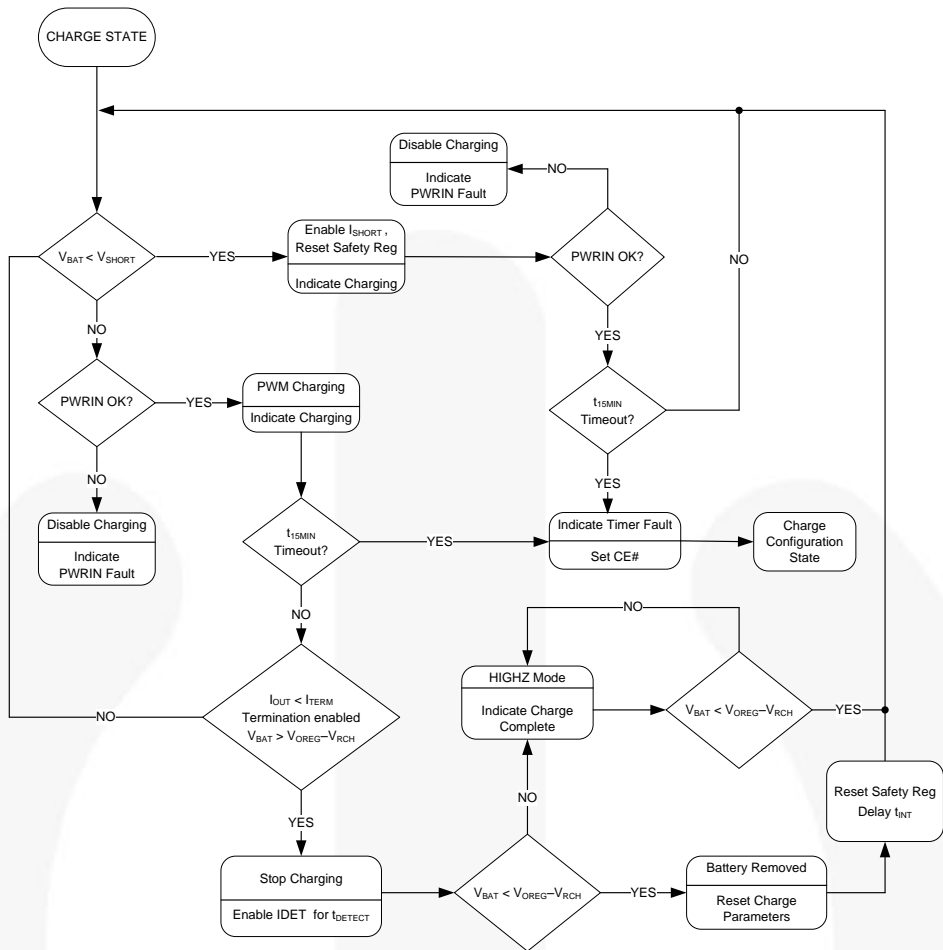 CHARGE STATE
Disable Charging
Indicate
PWRIN Fault
NO
V_BAT < V_SHORT
YES
Enable I_SHORT ,
Reset Safety Reg
Indicate Charging
PWRIN OK?
NO
NO
YES
PWRIN OK?
YES
PWM Charging
Indicate Charging
t_15MIN
Timeout?
NO
YES
Disable Charging
Indicate
PWRIN Fault
t_15MIN
Timeout?
YES
Indicate Timer Fault
Set CE#
Charge
Configuration
State
NO
NO
I_OUT < I_TERM
Termination enabled
V_BAT > V_OREG–V_RCH
NO
HIGHZ Mode
Indicate Charge
Complete
V_BAT < V_OREG–V_RCH
YES
YES
NO
Reset Safety Reg
Delay t_INT
Stop Charging
Enable IDET for t_DETECT
V_BAT < V_OREG–V_RCH
YES
Battery Removed
Reset Charge
Parameters